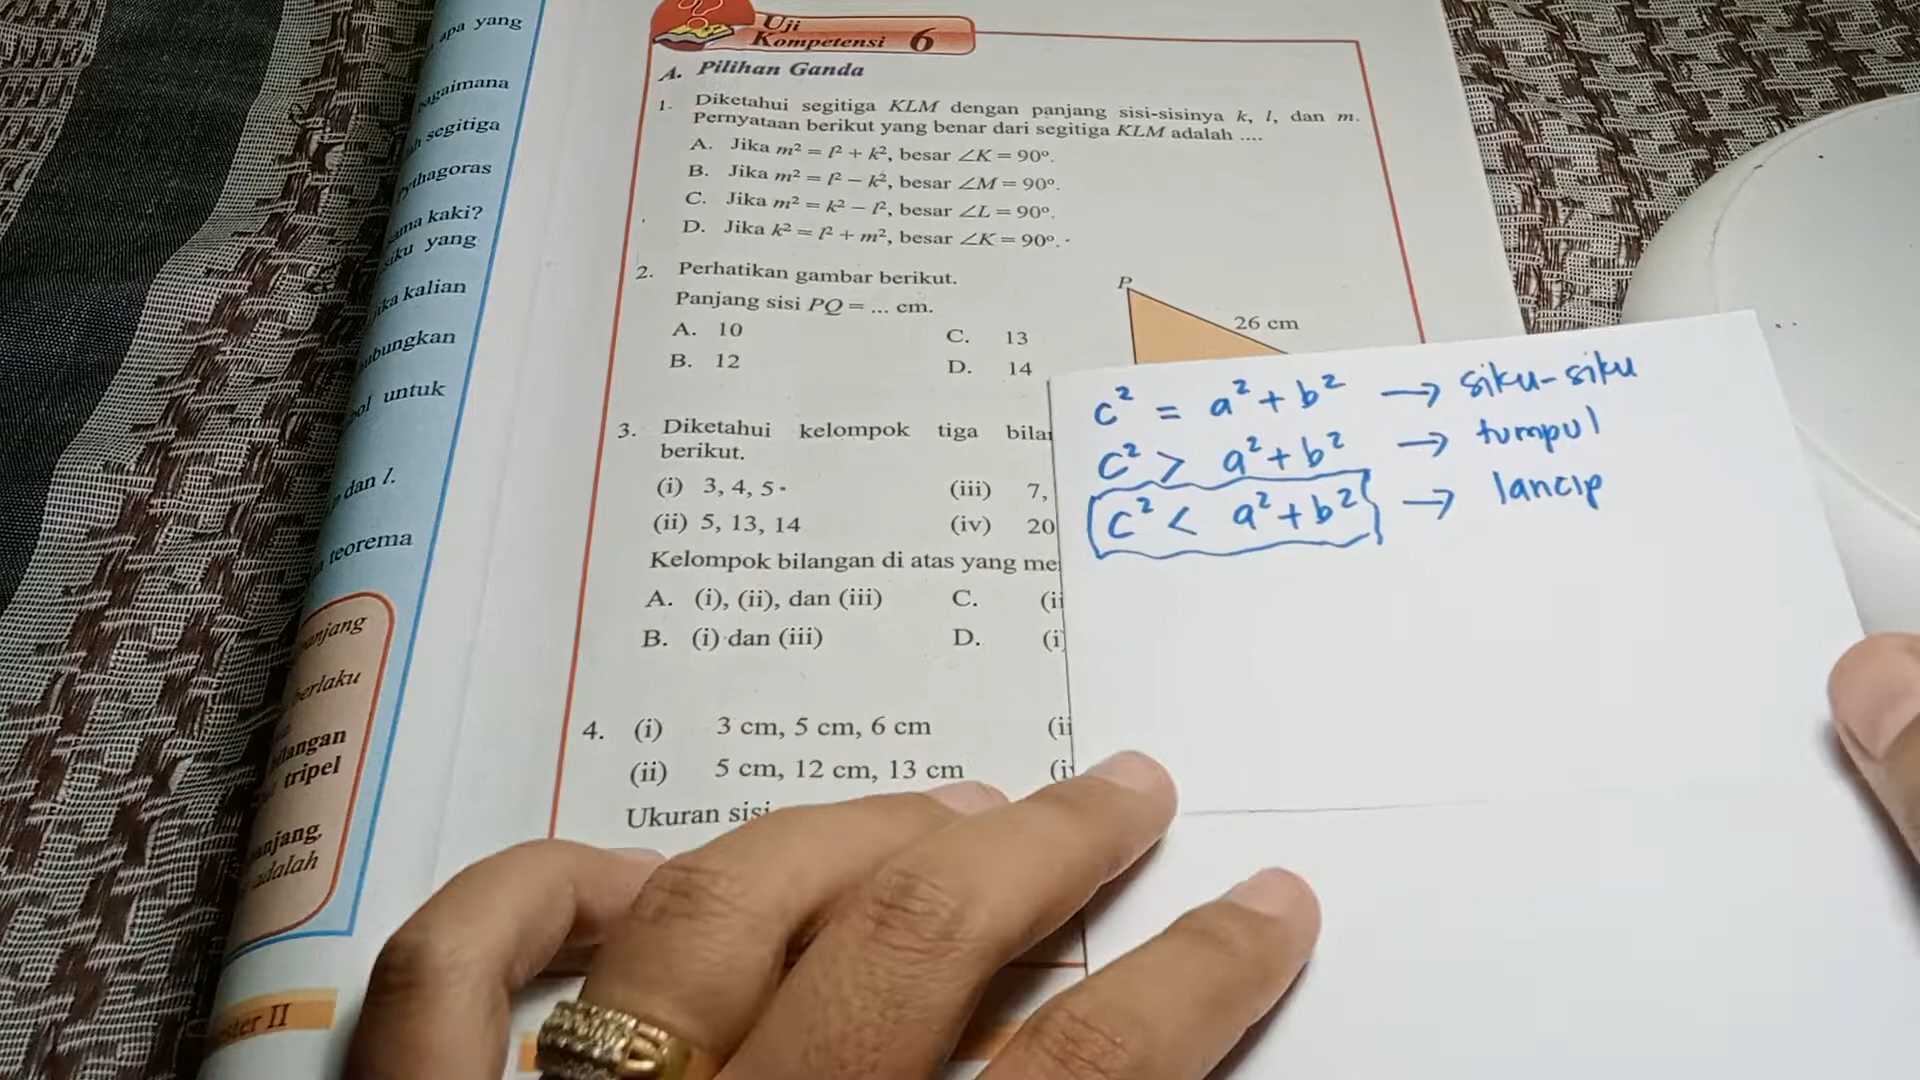 apa yang
bagaimana
segitiga
Pythagoras
sama kaki?
siku yang
jika kalian
hubungkan
untuk
dan l.
teorema
panjang
berlaku
bilangan
tripel
panjang,
adalah
II
Uji
Kompetensi 6
A. Pilihan Ganda
1. Diketahui segitiga KLM dengan panjang sisi-sisinya k, l, dan m.
Pernyataan berikut yang benar dari segitiga KLM adalah ....
A. Jika m² = l² + k², besar ∠K = 90°.
B. Jika m² = l² – k², besar ∠M = 90°.
C. Jika m² = k² – l², besar ∠L = 90°.
D. Jika k² = l² + m², besar ∠K = 90°.
2. Perhatikan gambar berikut.
Panjang sisi PQ = ... cm.
A. 10 C. 13
B. 12 D. 14
P
26 cm
3. Diketahui kelompok tiga
berikut.
(i) 3, 4, 5 (iii) 7,
(ii) 5, 13, 14 (iv) 20
Kelompok bilangan di atas yang
A. (i), (ii), dan (iii) C.
B. (i) dan (iii) D.
4. (i) 3 cm, 5 cm, 6 cm
(ii) 5 cm, 12 cm, 13 cm
Ukuran sisi
c² = a² + b² → siku-siku
c² > a² + b² → tumpul
c² < a² + b² → lancip